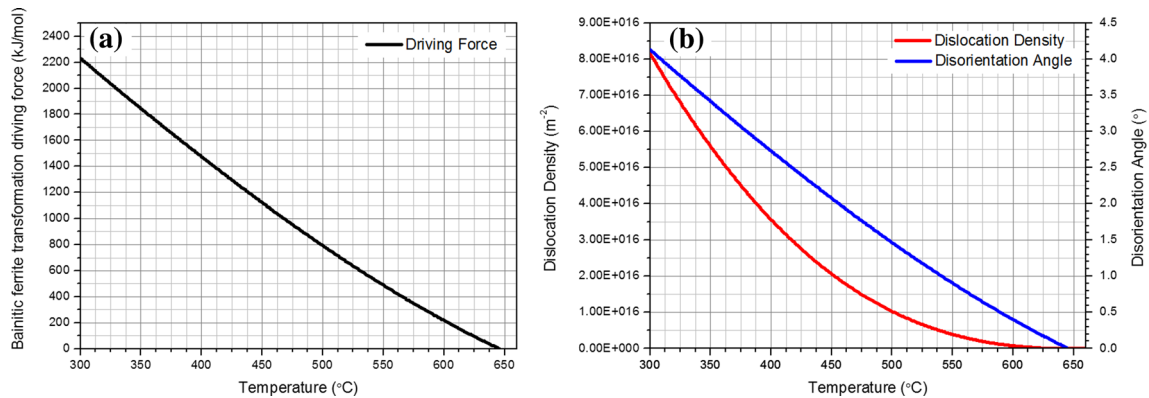 (a)
Driving Force
Bainitic ferrite transformation driving force (kJ/mol)
2400
2200
2000
1800
1600
1400
1200
1000
800
600
400
200
0
300 350 400 450 500 550 600 650
Temperature (°C)
(b)
Dislocation Density
Disorientation Angle
Dislocation Density (m⁻²)
9.00E+016
8.00E+016
7.00E+016
6.00E+016
5.00E+016
4.00E+016
3.00E+016
2.00E+016
1.00E+016
0.00E+000
300 350 400 450 500 550 600 650
Temperature (°C)
4.5
4.0
3.5
3.0
2.5
2.0
1.5
1.0
0.5
0.0
Disorientation Angle (°)